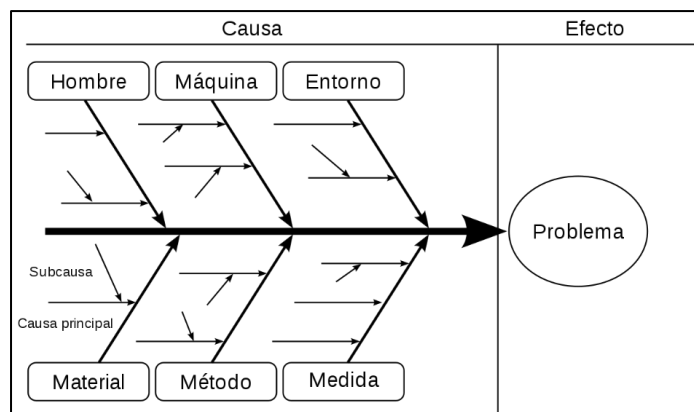 Causa
Efecto
Hombre
Máquina
Entorno
Problema
Subcausa
Causa principal
Material
Método
Medida